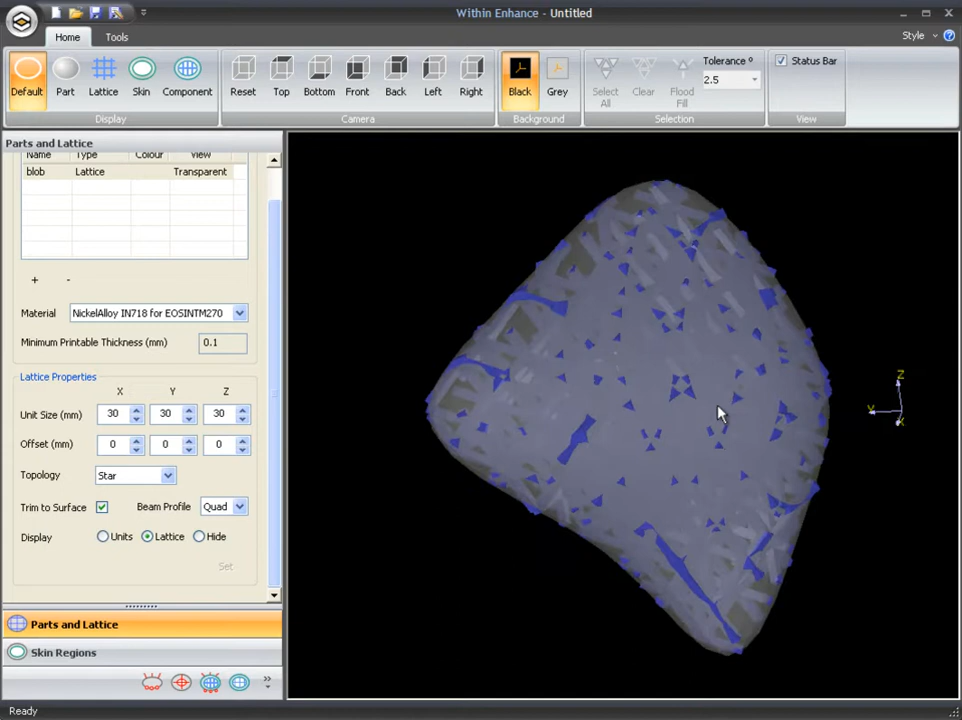 Within Enhance - Untitled
Home Tools Style
Default Part Lattice Skin Component Reset Top Bottom Front Back Left Right Black Grey Select All Clear Flood Fill Tolerance º 2.5 Status Bar
Display Camera Background Selection View
Parts and Lattice
Name Type Colour View
blob Lattice Transparent
+ -
Material NickelAlloy IN718 for EOSINTM270
Minimum Printable Thickness (mm) 0.1
Lattice Properties
X Y Z
Unit Size (mm) 30 30 30
Offset (mm) 0 0 0
Topology Star
Trim to Surface Beam Profile Quad
Display Units Lattice Hide
Set
Parts and Lattice
Skin Regions
Z
Y
X
Ready